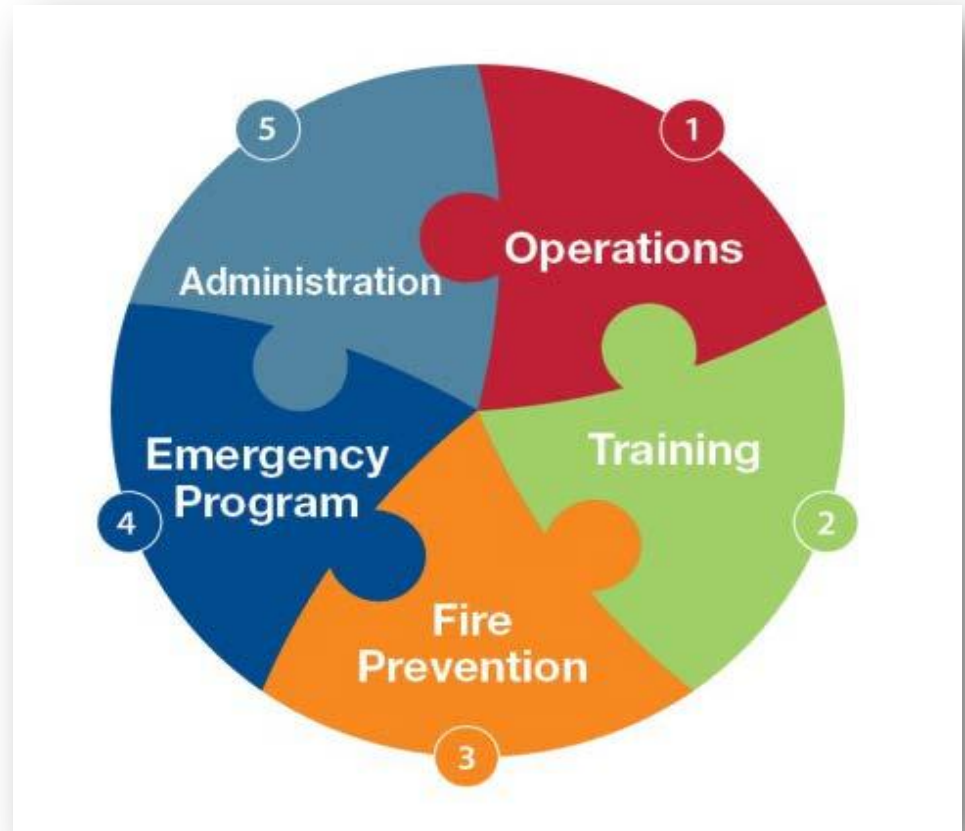 1
Operations
2
Training
3
Fire
Prevention
4
Emergency
Program
5
Administration